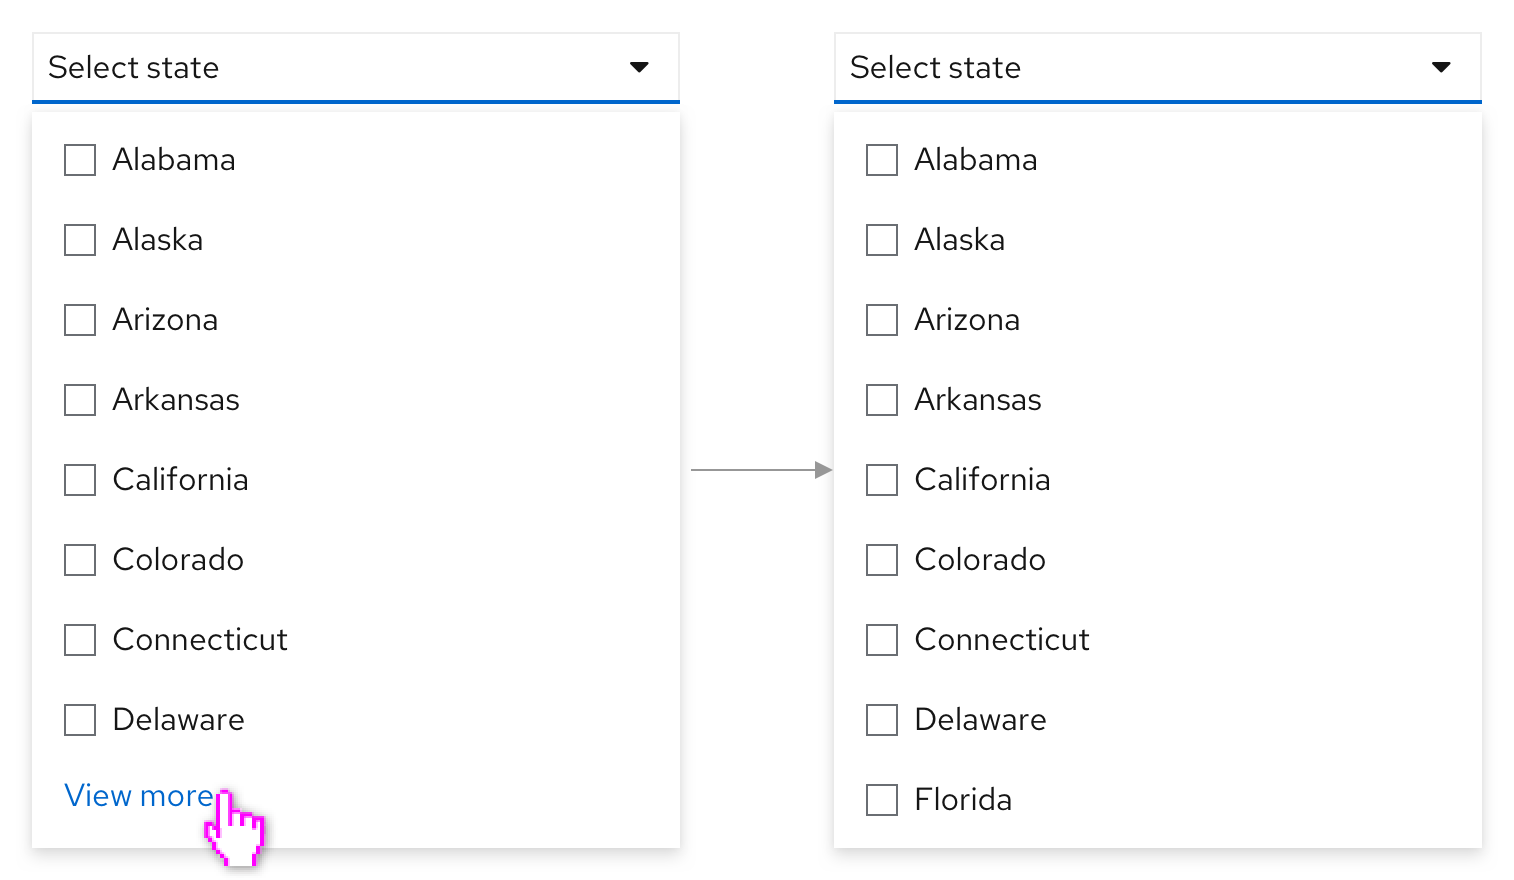 Select state
Alabama
Alaska
Arizona
Arkansas
California
Colorado
Connecticut
Delaware
View more
Select state
Alabama
Alaska
Arizona
Arkansas
California
Colorado
Connecticut
Delaware
Florida